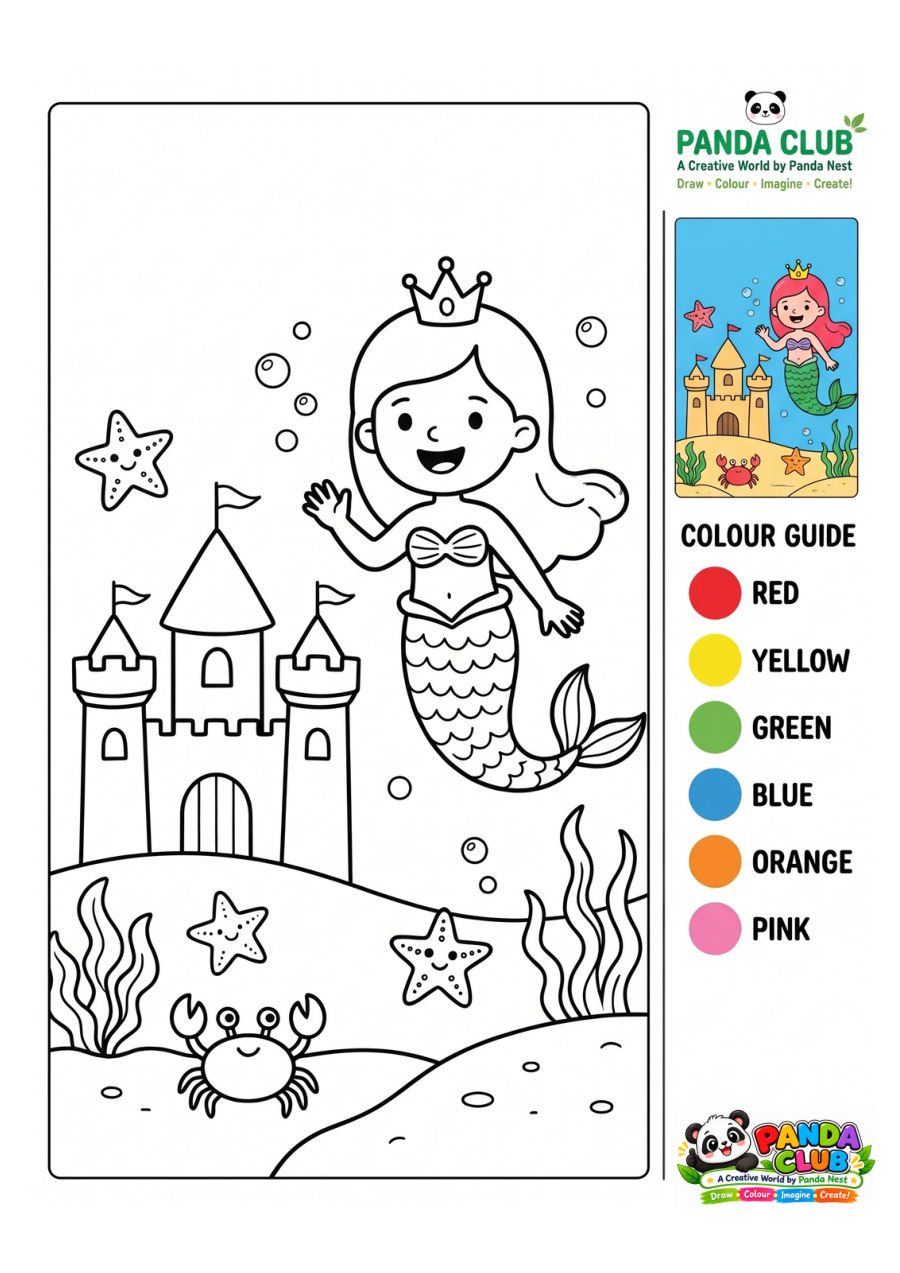 PANDA CLUB
A Creative World by Panda Nest
Draw • Colour • Imagine • Create!
COLOUR GUIDE
RED
YELLOW
GREEN
BLUE
ORANGE
PINK
PANDA
CLUB
A Creative World by Panda Nest
Draw • Colour • Imagine • Create!